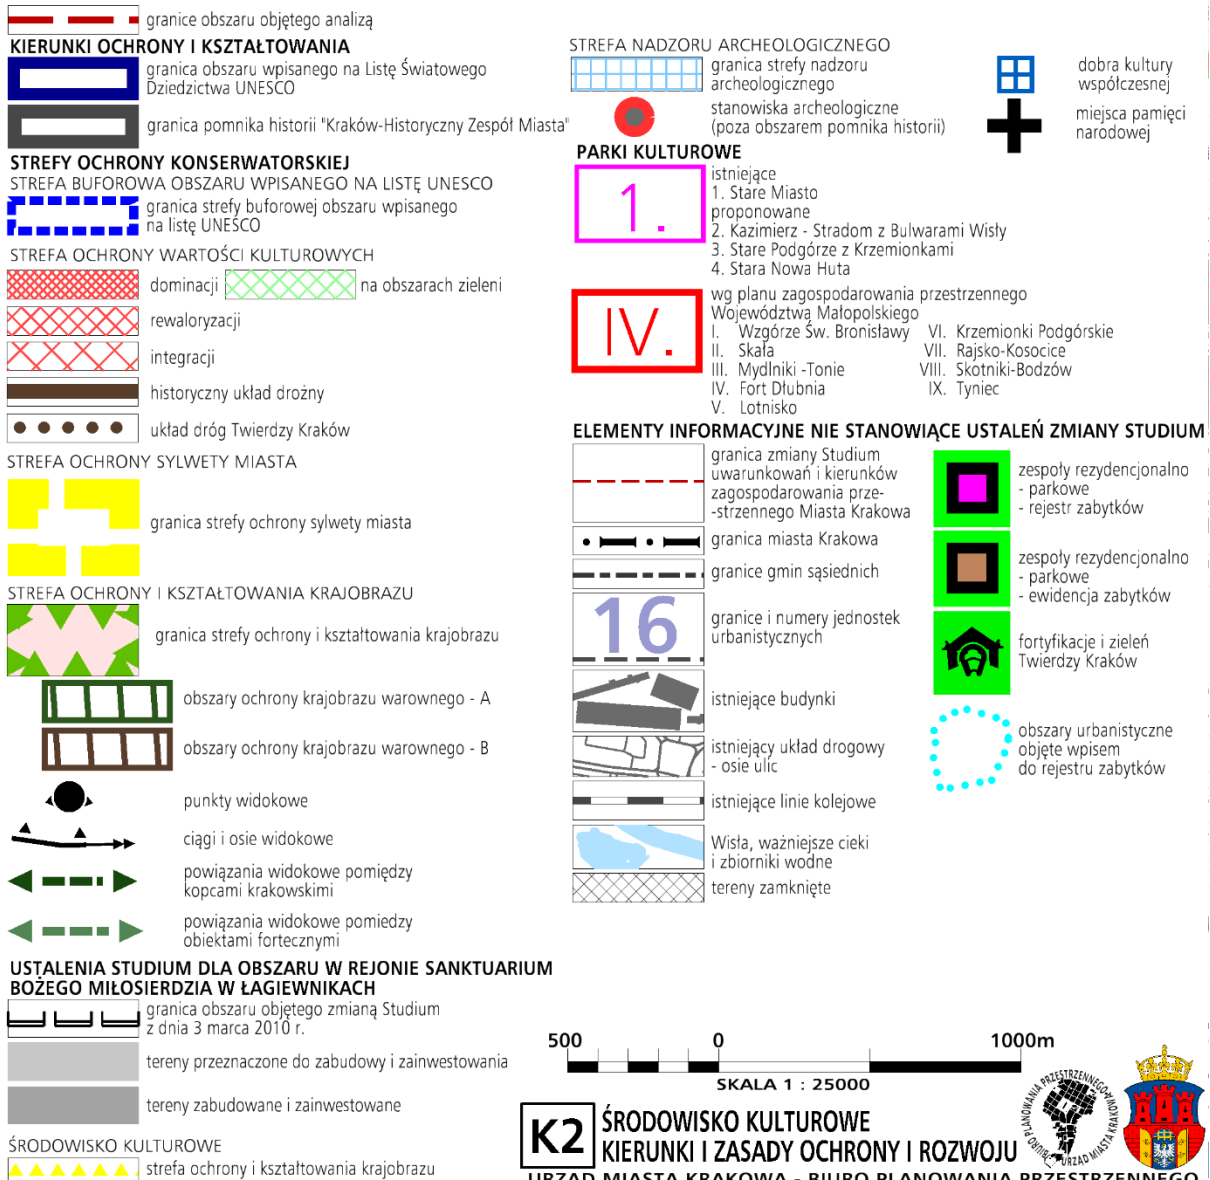 granice obszaru objętego analizą
KIERUNKI OCHRONY I KSZTAŁTOWANIA
granica obszaru wpisanego na Listę Światowego
Dziedzictwa UNESCO
granica pomnika historii "Kraków-Historyczny Zespół Miasta"
STREFY OCHRONY KONSERWATORSKIEJ
STREFA BUFOROWA OBSZARU WPISANEGO NA LISTĘ UNESCO
granica strefy buforowej obszaru wpisanego
na listę UNESCO
STREFA OCHRONY WARTOŚCI KULTUROWYCH
dominacji
na obszarach zieleni
rewaloryzacji
integracji
historyczny układ drożny
układ dróg Twierdzy Kraków
STREFA OCHRONY SYLWETY MIASTA
granica strefy ochrony sylwety miasta
STREFA OCHRONY I KSZTAŁTOWANIA KRAJOBRAZU
granica strefy ochrony i kształtowania krajobrazu
obszary ochrony krajobrazu warownego - A
obszary ochrony krajobrazu warownego - B
punkty widokowe
ciągi i osie widokowe
powiązania widokowe pomiędzy
kopcami krakowskimi
powiązania widokowe pomiedzy
obiektami fortecznymi
USTALENIA STUDIUM DLA OBSZARU W REJONIE SANKTUARIUM
BOŻEGO MIŁOSIERDZIA W ŁAGIEWNIKACH
granica obszaru objętego zmianą Studium
z dnia 3 marca 2010 r.
tereny przeznaczone do zabudowy i zainwestowania
tereny zabudowane i zainwestowane
ŚRODOWISKO KULTUROWE
strefa ochrony i kształtowania krajobrazu
STREFA NADZORU ARCHEOLOGICZNEGO
granica strefy nadzoru
archeologicznego
stanowiska archeologiczne
(poza obszarem pomnika historii)
dobra kultury
współczesnej
miejsca pamięci
narodowej
PARKI KULTUROWE
1.
istniejące
1. Stare Miasto
proponowane
2. Kazimierz - Stradom z Bulwarami Wisły
3. Stare Podgórze z Krzemionkami
4. Stara Nowa Huta
IV.
wg planu zagospodarowania przestrzennego
Województwa Małopolskiego
I. Wzgórze Św. Bronisławy VI. Krzemionki Podgórskie
II. Skała VII. Rajsko-Kosocice
III. Mydlniki -Tonie VIII. Skotniki-Bodzów
IV. Fort Dłubnia IX. Tyniec
V. Lotnisko
ELEMENTY INFORMACYJNE NIE STANOWIĄCE USTALEŃ ZMIANY STUDIUM
granica zmiany Studium
uwarunkowań i kierunków
zagospodarowania prze-
-strzennego Miasta Krakowa
granica miasta Krakowa
granice gmin sąsiednich
16
granice i numery jednostek
urbanistycznych
istniejące budynki
istniejący układ drogowy
- osie ulic
istniejące linie kolejowe
Wisła, ważniejsze cieki
i zbiorniki wodne
tereny zamknięte
zespoły rezydencjonalno
- parkowe
- rejestr zabytków
zespoły rezydencjonalno
- parkowe
- ewidencja zabytków
fortyfikacje i zieleń
Twierdzy Kraków
obszary urbanistyczne
objęte wpisem
do rejestru zabytków
500 0 1000m
SKALA 1 : 25000
K2
ŚRODOWISKO KULTUROWE
KIERUNKI I ZASADY OCHRONY I ROZWOJU
BIURO PLANOWANIA PRZESTRZENNEGO
URZĄD MIASTA KRAKOWA
URZĄD MIASTA KRAKOWA - BIURO PLANOWANIA PRZESTRZENNEGO